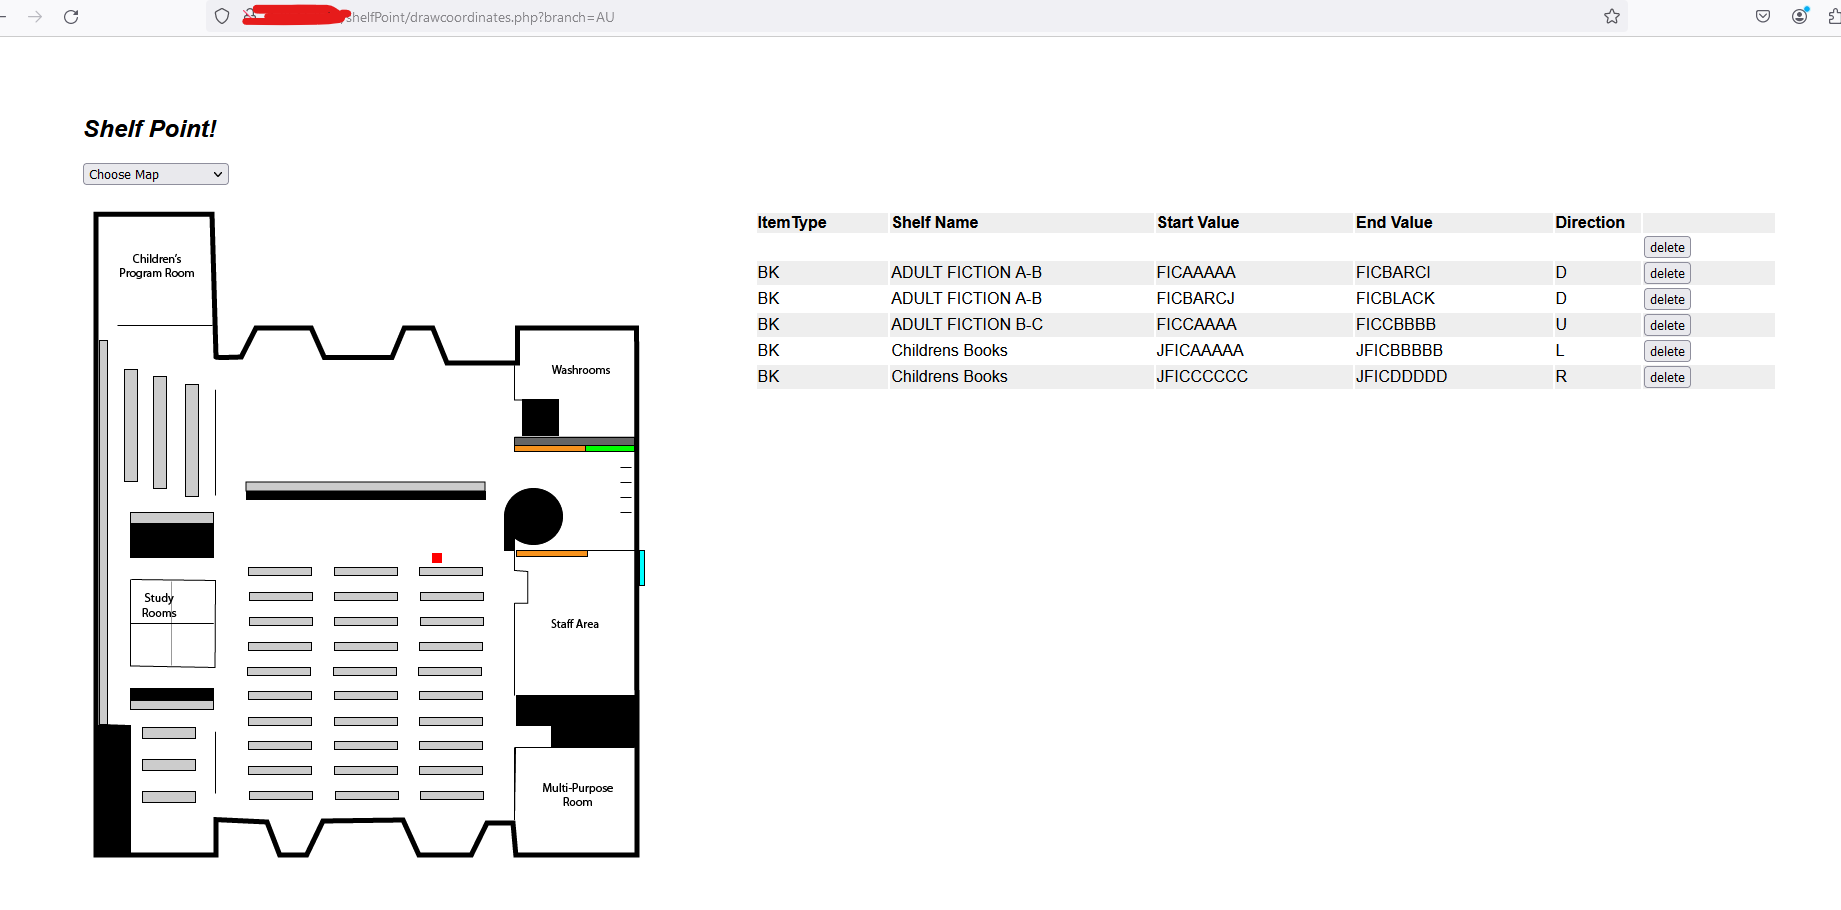 shelfPoint/drawcoordinates.php?branch=AU
Shelf Point!
Choose Map
Children's
Program Room
Washrooms
Study
Rooms
Staff Area
Multi-Purpose
Room
ItemType Shelf Name Start Value End Value Direction
delete
BK ADULT FICTION A-B FICAAAAA FICBARCI D delete
BK ADULT FICTION A-B FICBARCJ FICBLACK D delete
BK ADULT FICTION B-C FICCAAAA FICCBBBB U delete
BK Childrens Books JFICAAAAA JFICBBBBB L delete
BK Childrens Books JFICCCCCC JFICDDDDD R delete